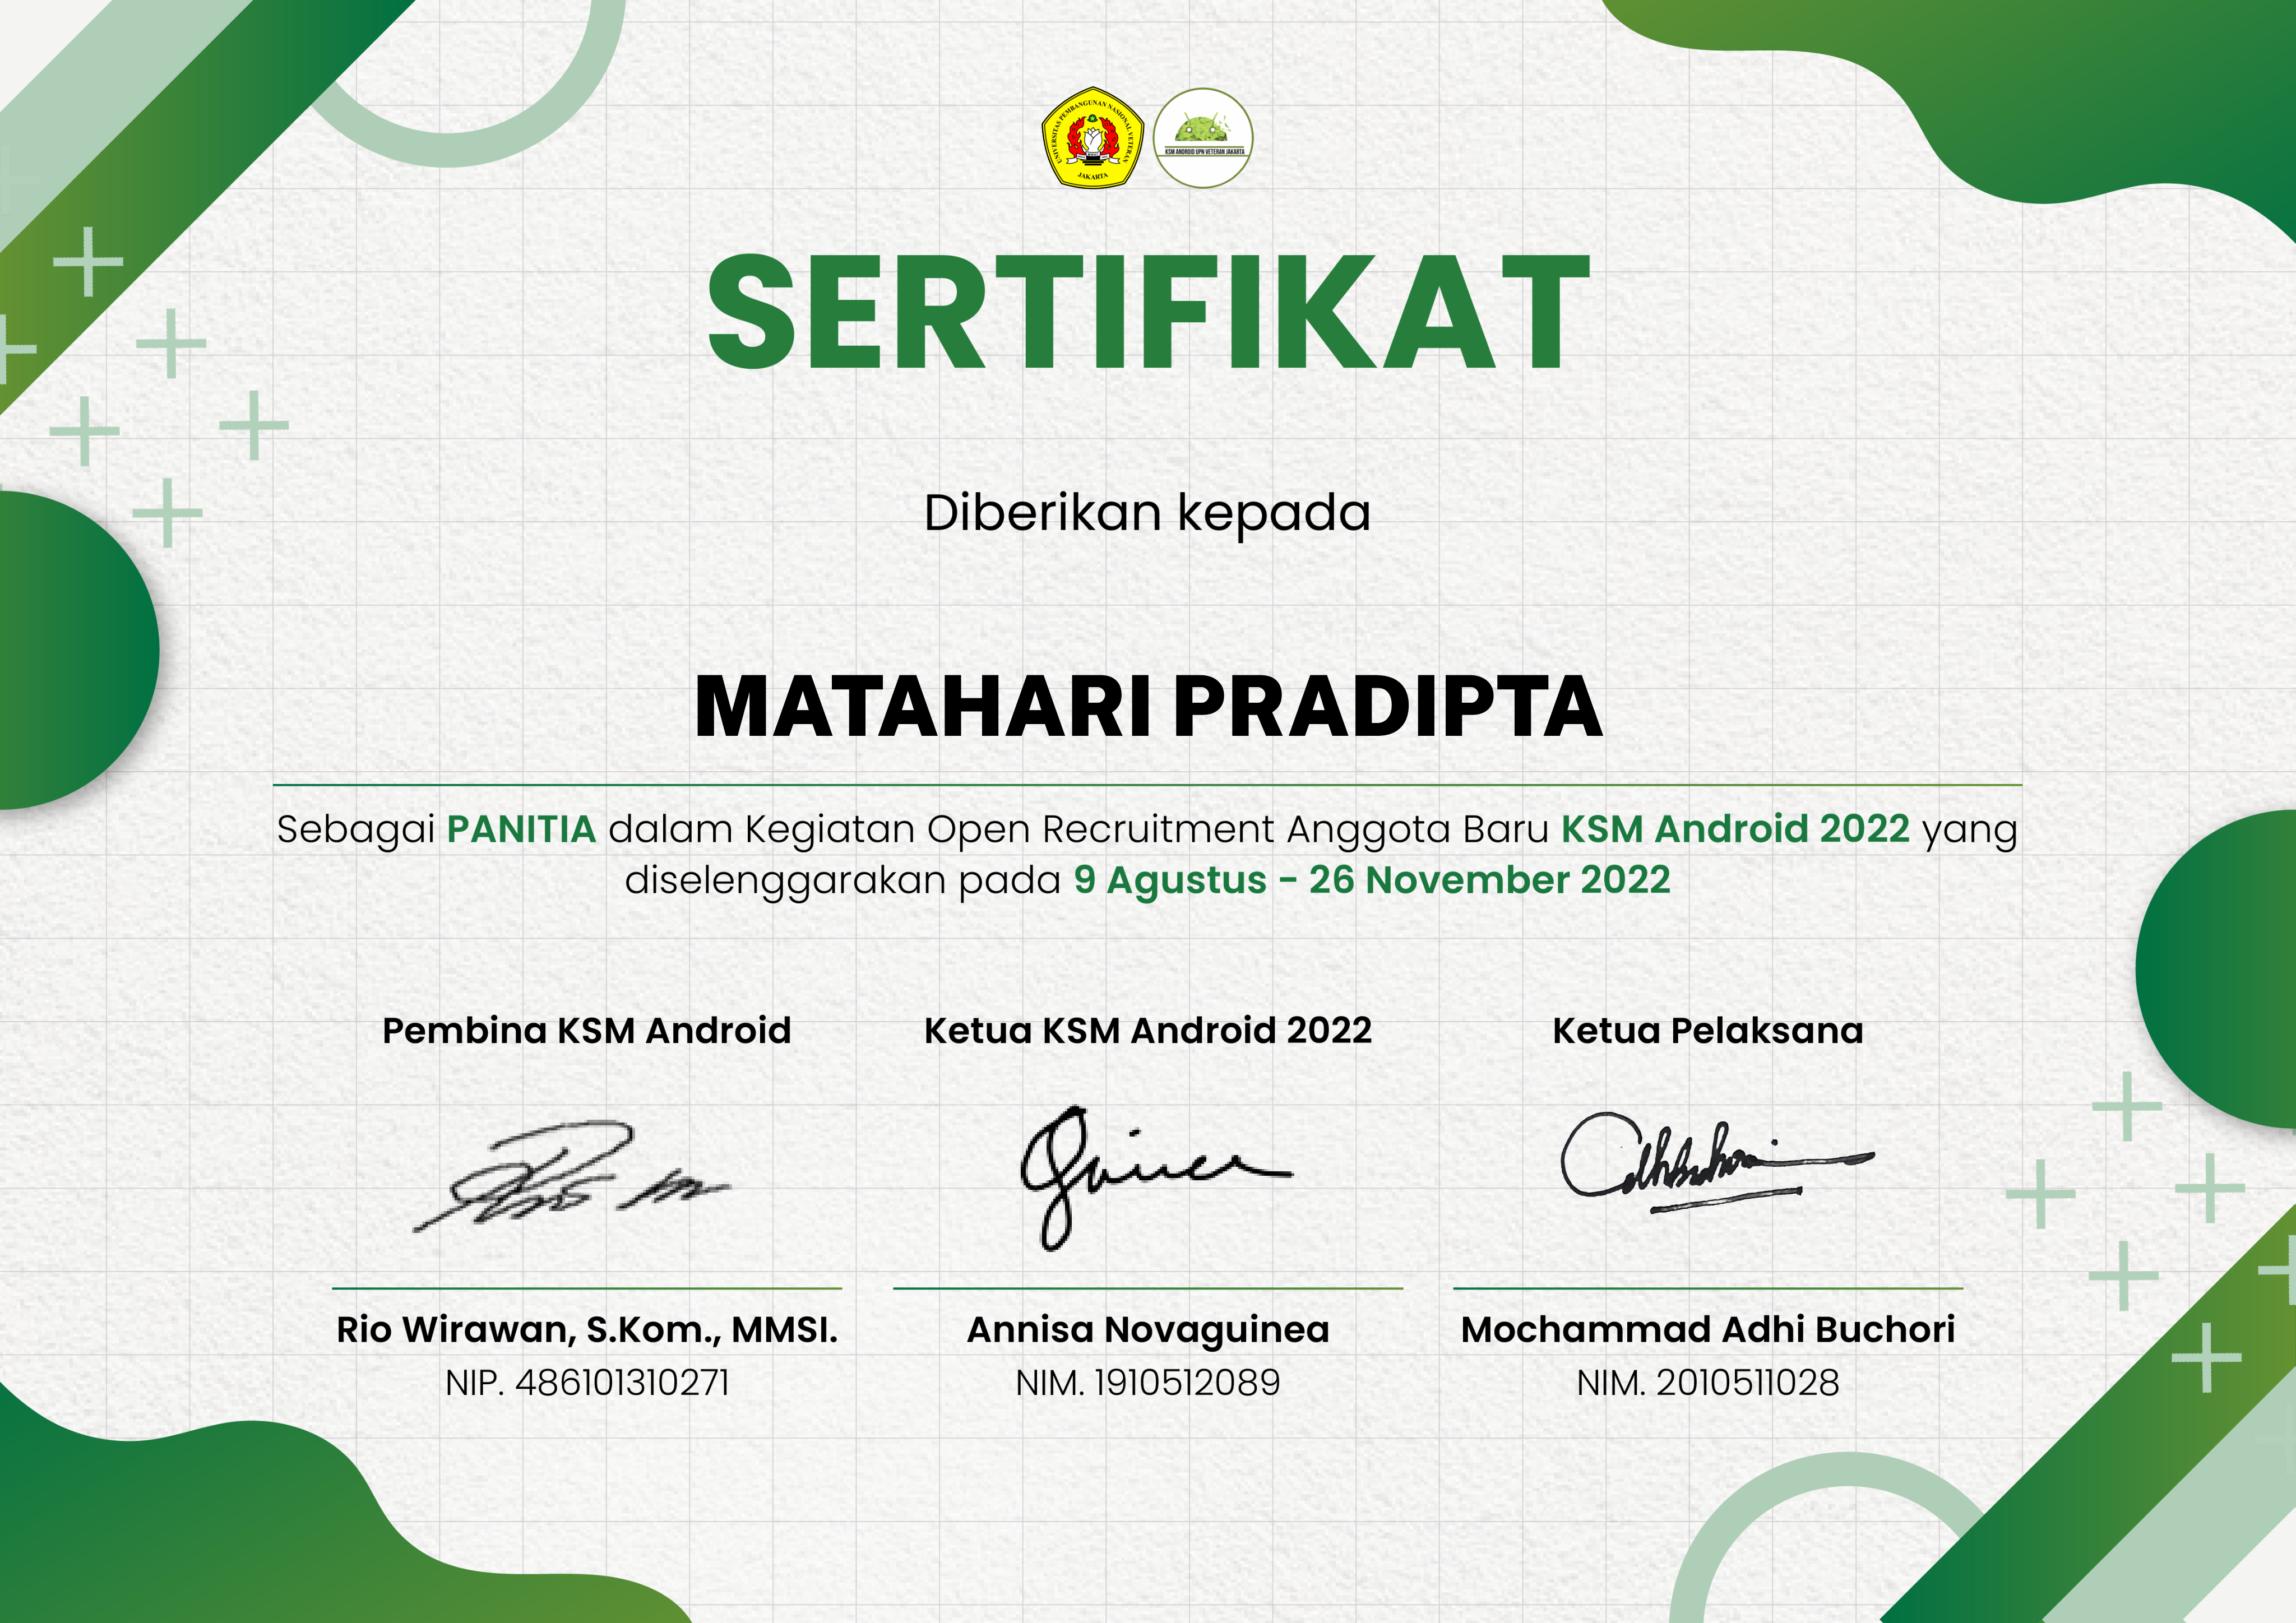 UNIVERSITAS PEMBANGUNAN NASIONAL VETERAN
JAKARTA
KSM ANDROID UPN VETERAN JAKARTA
SERTIFIKAT
Diberikan kepada
MATAHARI PRADIPTA
Sebagai PANITIA dalam Kegiatan Open Recruitment Anggota Baru KSM Android 2022 yang
diselenggarakan pada 9 Agustus - 26 November 2022
Pembina KSM Android
Ketua KSM Android 2022
Ketua Pelaksana
Rio Wirawan, S.Kom., MMSI.
Annisa Novaguinea
Mochammad Adhi Buchori
NIP. 486101310271
NIM. 1910512089
NIM. 2010511028